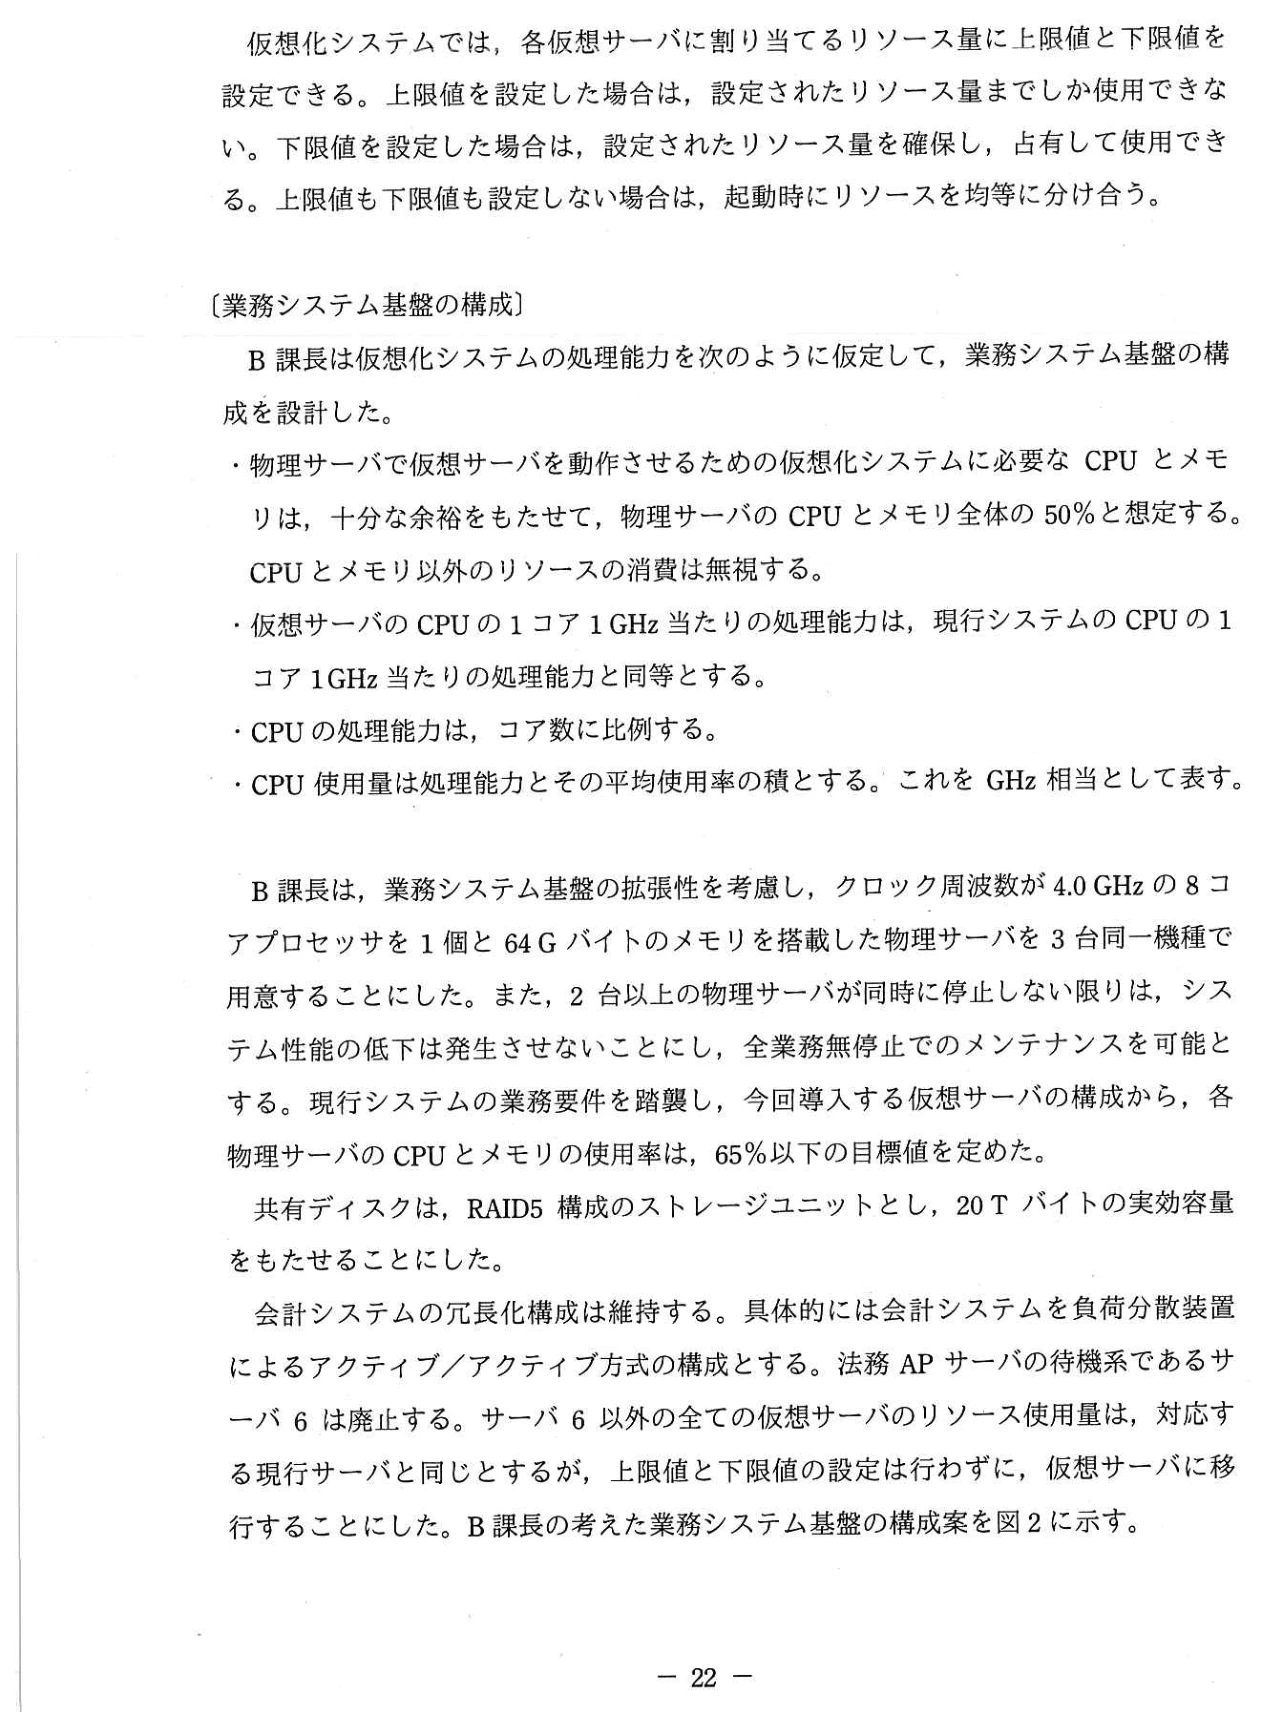 仮想化システムでは，各仮想サーバに割り当てるリソース量に上限値と下限値を
設定できる。上限値を設定した場合は，設定されたリソース量までしか使用できな
い。下限値を設定した場合は，設定されたリソース量を確保し，占有して使用でき
る。上限値も下限値も設定しない場合は，起動時にリソースを均等に分け合う。
〔業務システム基盤の構成〕
B 課長は仮想化システムの処理能力を次のように仮定して，業務システム基盤の構
成を設計した。
・物理サーバで仮想サーバを動作させるための仮想化システムに必要な CPU とメモ
リは，十分な余裕をもたせて，物理サーバの CPU とメモリ全体の 50%と想定する。
CPU とメモリ以外のリソースの消費は無視する。
・仮想サーバの CPU の 1 コア 1 GHz 当たりの処理能力は，現行システムの CPU の 1
コア 1GHz 当たりの処理能力と同等とする。
・CPU の処理能力は，コア数に比例する。
・CPU 使用量は処理能力とその平均使用率の積とする。これを GHz 相当として表す。
B 課長は，業務システム基盤の拡張性を考慮し，クロック周波数が 4.0 GHz の 8 コ
アプロセッサを 1 個と 64 G バイトのメモリを搭載した物理サーバを 3 台同一機種で
用意することにした。また，2 台以上の物理サーバが同時に停止しない限りは，シス
テム性能の低下は発生させないことにし，全業務無停止でのメンテナンスを可能と
する。現行システムの業務要件を踏襲し，今回導入する仮想サーバの構成から，各
物理サーバの CPU とメモリの使用率は，65%以下の目標値を定めた。
共有ディスクは，RAID5 構成のストレージユニットとし，20 T バイトの実効容量
をもたせることにした。
会計システムの冗長化構成は維持する。具体的には会計システムを負荷分散装置
によるアクティブ／アクティブ方式の構成とする。法務 AP サーバの待機系であるサ
ーバ 6 は廃止する。サーバ 6 以外の全ての仮想サーバのリソース使用量は，対応す
る現行サーバと同じとするが，上限値と下限値の設定は行わずに，仮想サーバに移
行することにした。B 課長の考えた業務システム基盤の構成案を図 2 に示す。
― 22 ―